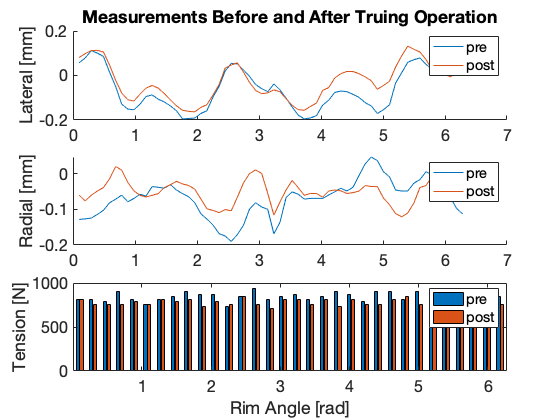 Measurements Before and After Truing Operation
Lateral [mm]
0.2
0
-0.2
pre
post
0 1 2 3 4 5 6 7
Radial [mm]
0
-0.1
-0.2
pre
post
0 1 2 3 4 5 6 7
Tension [N]
1000
500
0
pre
post
1 2 3 4 5 6
Rim Angle [rad]